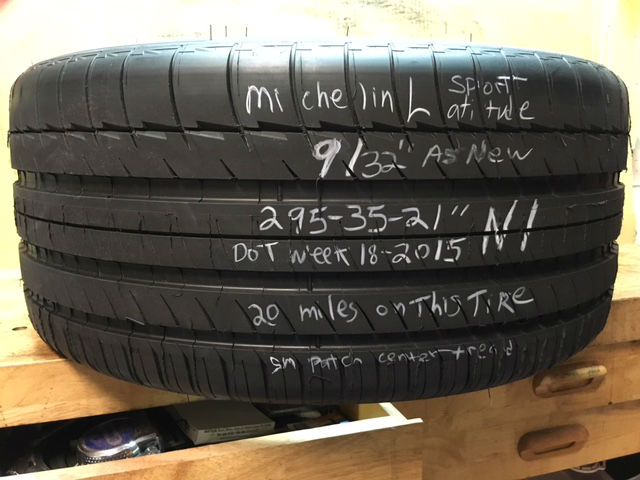 Michelin Latitude Sport
9/32" As New
295-35-21" N1
DOT week 18-2015
20 miles on This TiRe
sm patch center tread